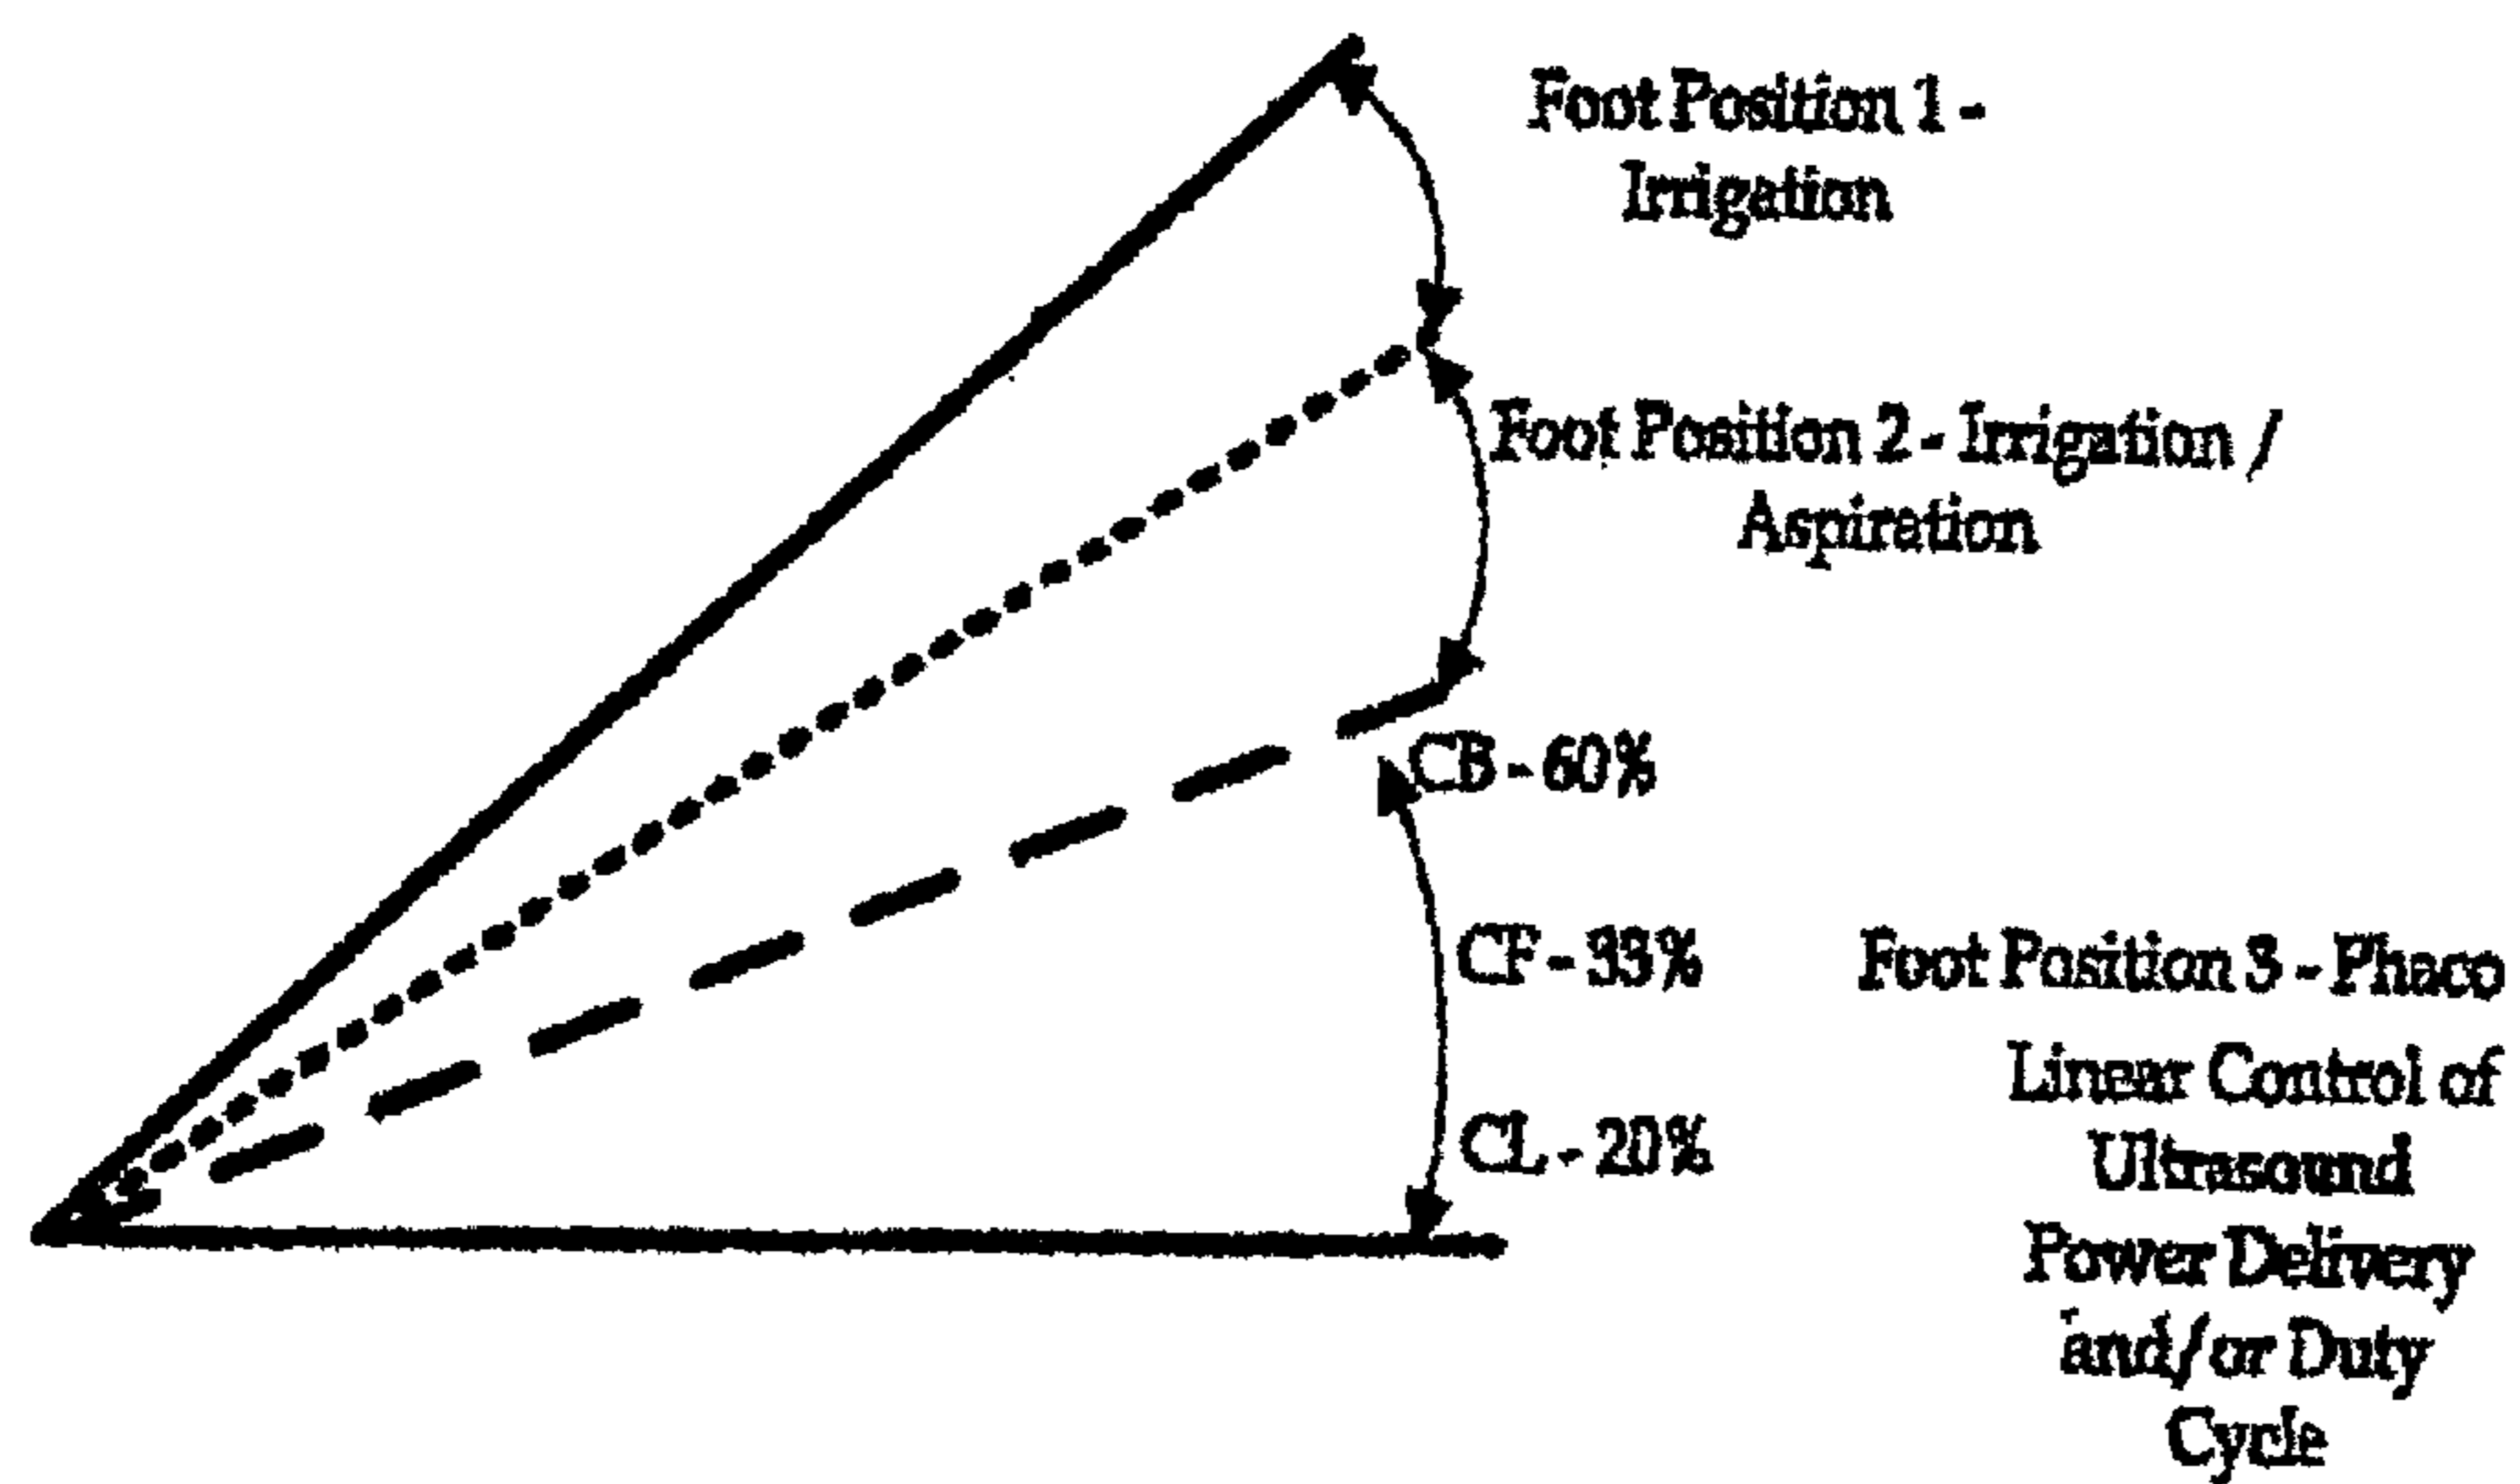 Foot Position 1 -
Irrigation
Foot Position 2 - Irrigation /
Aspiration
CB - 60%
CF - 33%
Foot Position 3 - Phaco
Linear Control of
CL - 20%
Ultrasound
Power Delivery
and/or Duty
Cycle